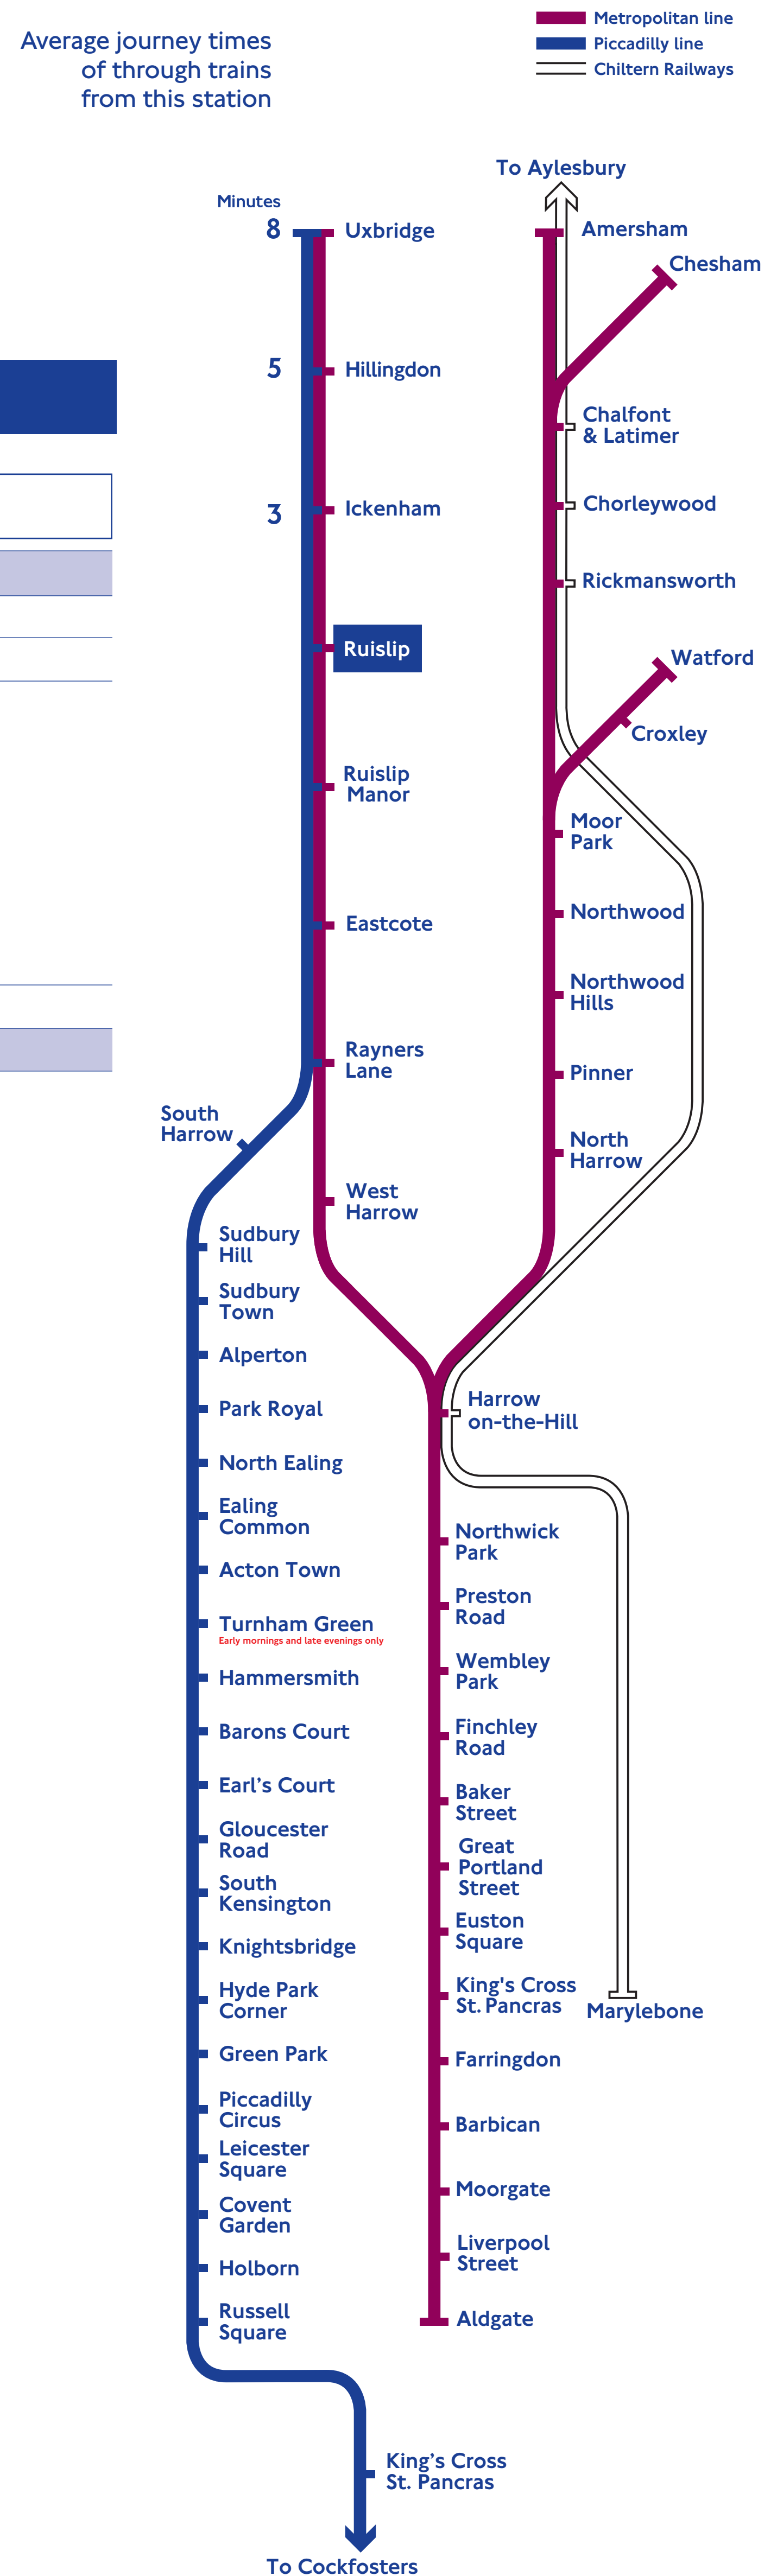 Average journey times
of through trains
from this station
Metropolitan line
Piccadilly line
Chiltern Railways
To Aylesbury
Minutes
8
Uxbridge
5
Hillingdon
3
Ickenham
Ruislip
Ruislip
Manor
Eastcote
Rayners
Lane
West
Harrow
Amersham
Chesham
Chalfont
& Latimer
Chorleywood
Rickmansworth
Watford
Croxley
Moor
Park
Northwood
Northwood
Hills
Pinner
North
Harrow
South
Harrow
Sudbury
Hill
Sudbury
Town
Alperton
Park Royal
North Ealing
Ealing
Common
Acton Town
Turnham Green
Early mornings and late evenings only
Hammersmith
Barons Court
Earl's Court
Gloucester
Road
South
Kensington
Knightsbridge
Hyde Park
Corner
Green Park
Piccadilly
Circus
Leicester
Square
Covent
Garden
Holborn
Russell
Square
King's Cross
St. Pancras
To Cockfosters
Harrow
on-the-Hill
Northwick
Park
Preston
Road
Wembley
Park
Finchley
Road
Baker
Street
Great
Portland
Street
Euston
Square
King's Cross
St. Pancras
Farringdon
Barbican
Moorgate
Liverpool
Street
Aldgate
Marylebone